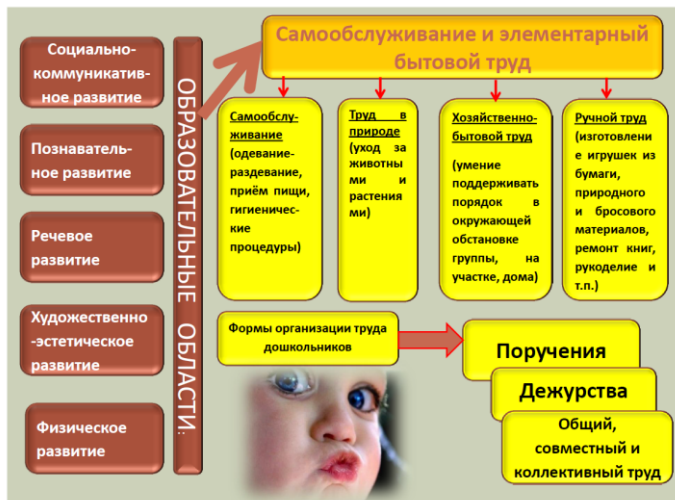 Социально-
коммуникатив-
ное развитие
Познаватель-
ное развитие
Речевое
развитие
Художественно
-эстетическое
развитие
Физическое
развитие
ОБРАЗОВАТЕЛЬНЫЕ ОБЛАСТИ:
Самообслуживание и элементарный
бытовой труд
Самообслу-
живание
(одевание-
раздевание,
приём пищи,
гигиеничес-
кие
процедуры)
Труд в
природе
(уход за
животны
ми и
растени
ями)
Хозяйственно-
бытовой труд
(умение
поддерживать
порядок в
окружающей
обстановке
группы, на
участке, дома)
Ручной труд
(изготовлени
е игрушек из
бумаги,
природного
и бросового
материалов,
ремонт книг,
рукоделие и
т.п.)
Формы организации труда
дошкольников
Поручения
Дежурства
Общий,
совместный и
коллективный труд